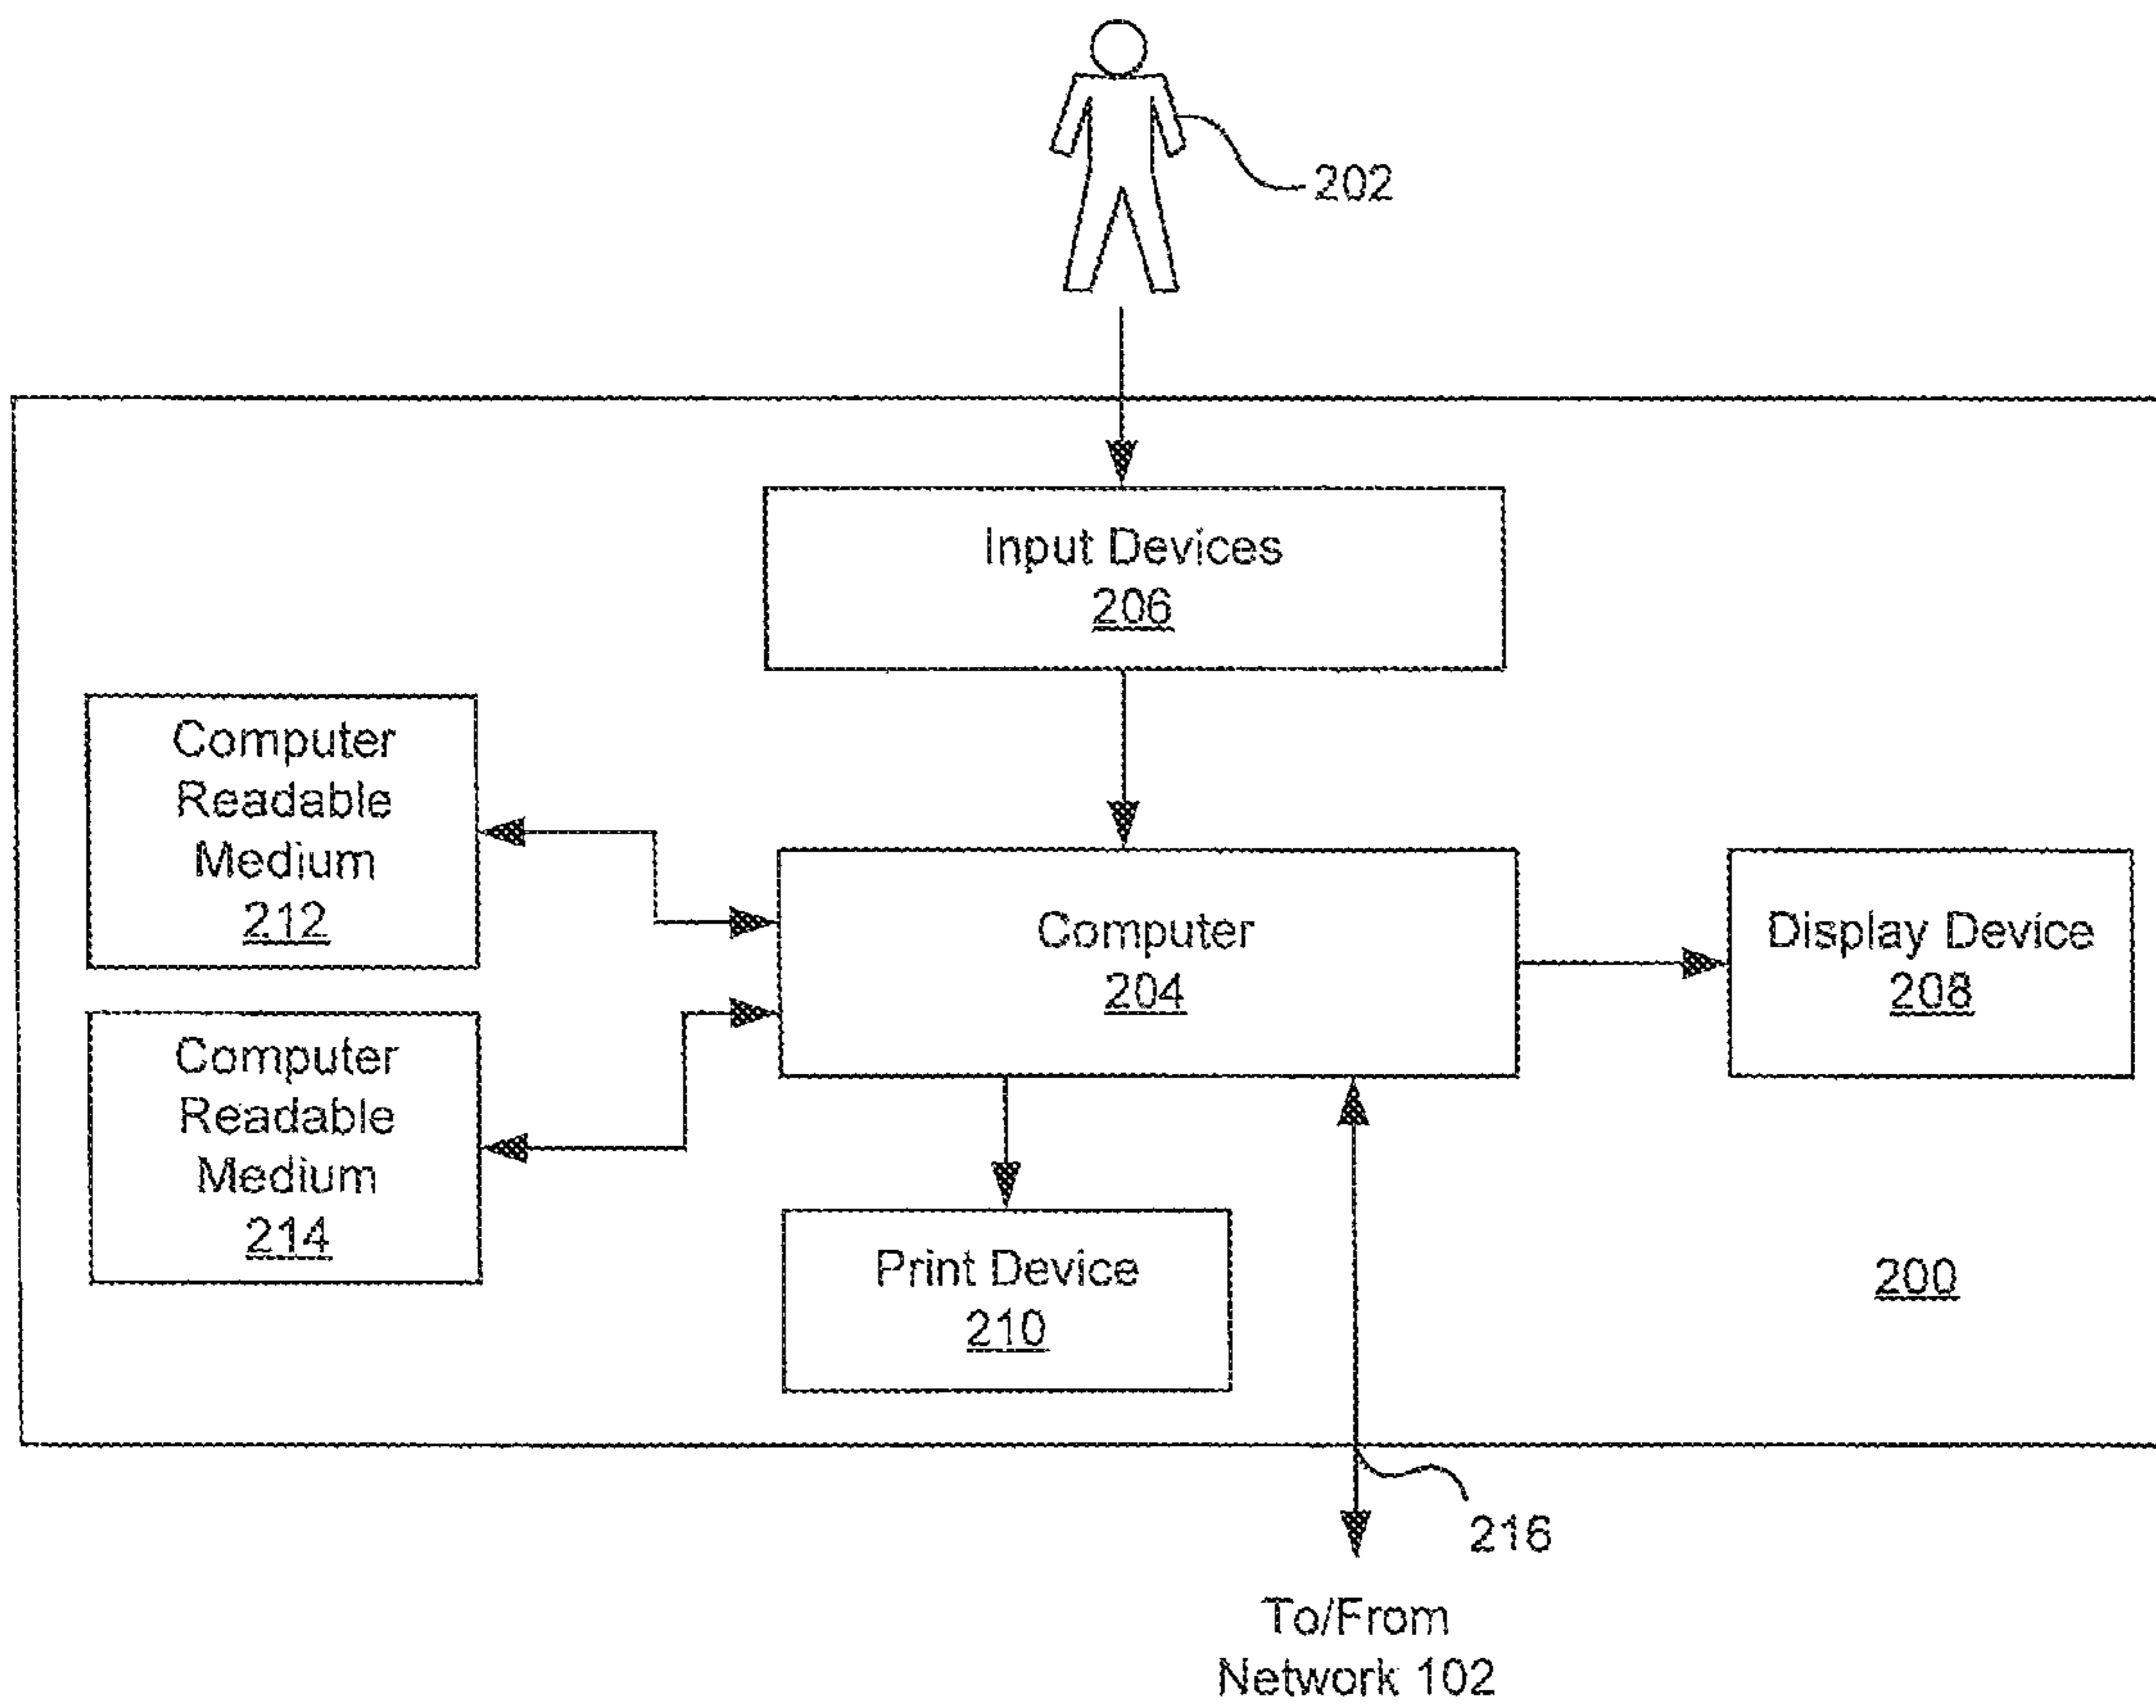 202
Input Devices
206
Computer
Readable
Medium
212
Computer
204
Display Device
208
Computer
Readable
Medium
214
Print Device
210
200
216
To/From
Network 102